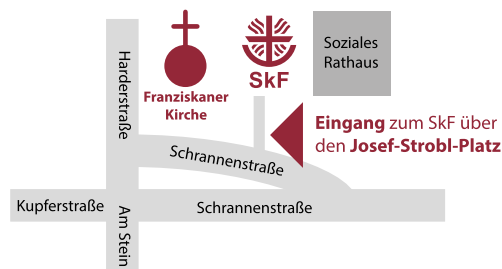 Harderstraße
Franziskaner
Kirche
SkF
Soziales
Rathaus
Eingang zum SkF über
den Josef-Strobl-Platz
Schrannenstraße
Kupferstraße
Am Stein
Schrannenstraße